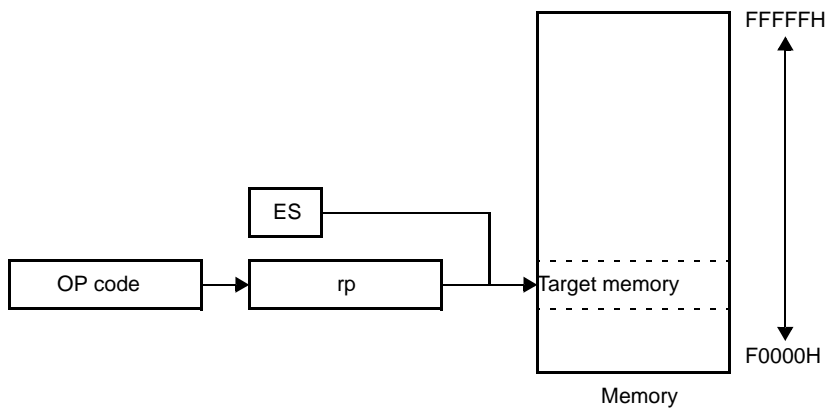 FFFFFH
ES
OP code
rp
Target memory
F0000H
Memory